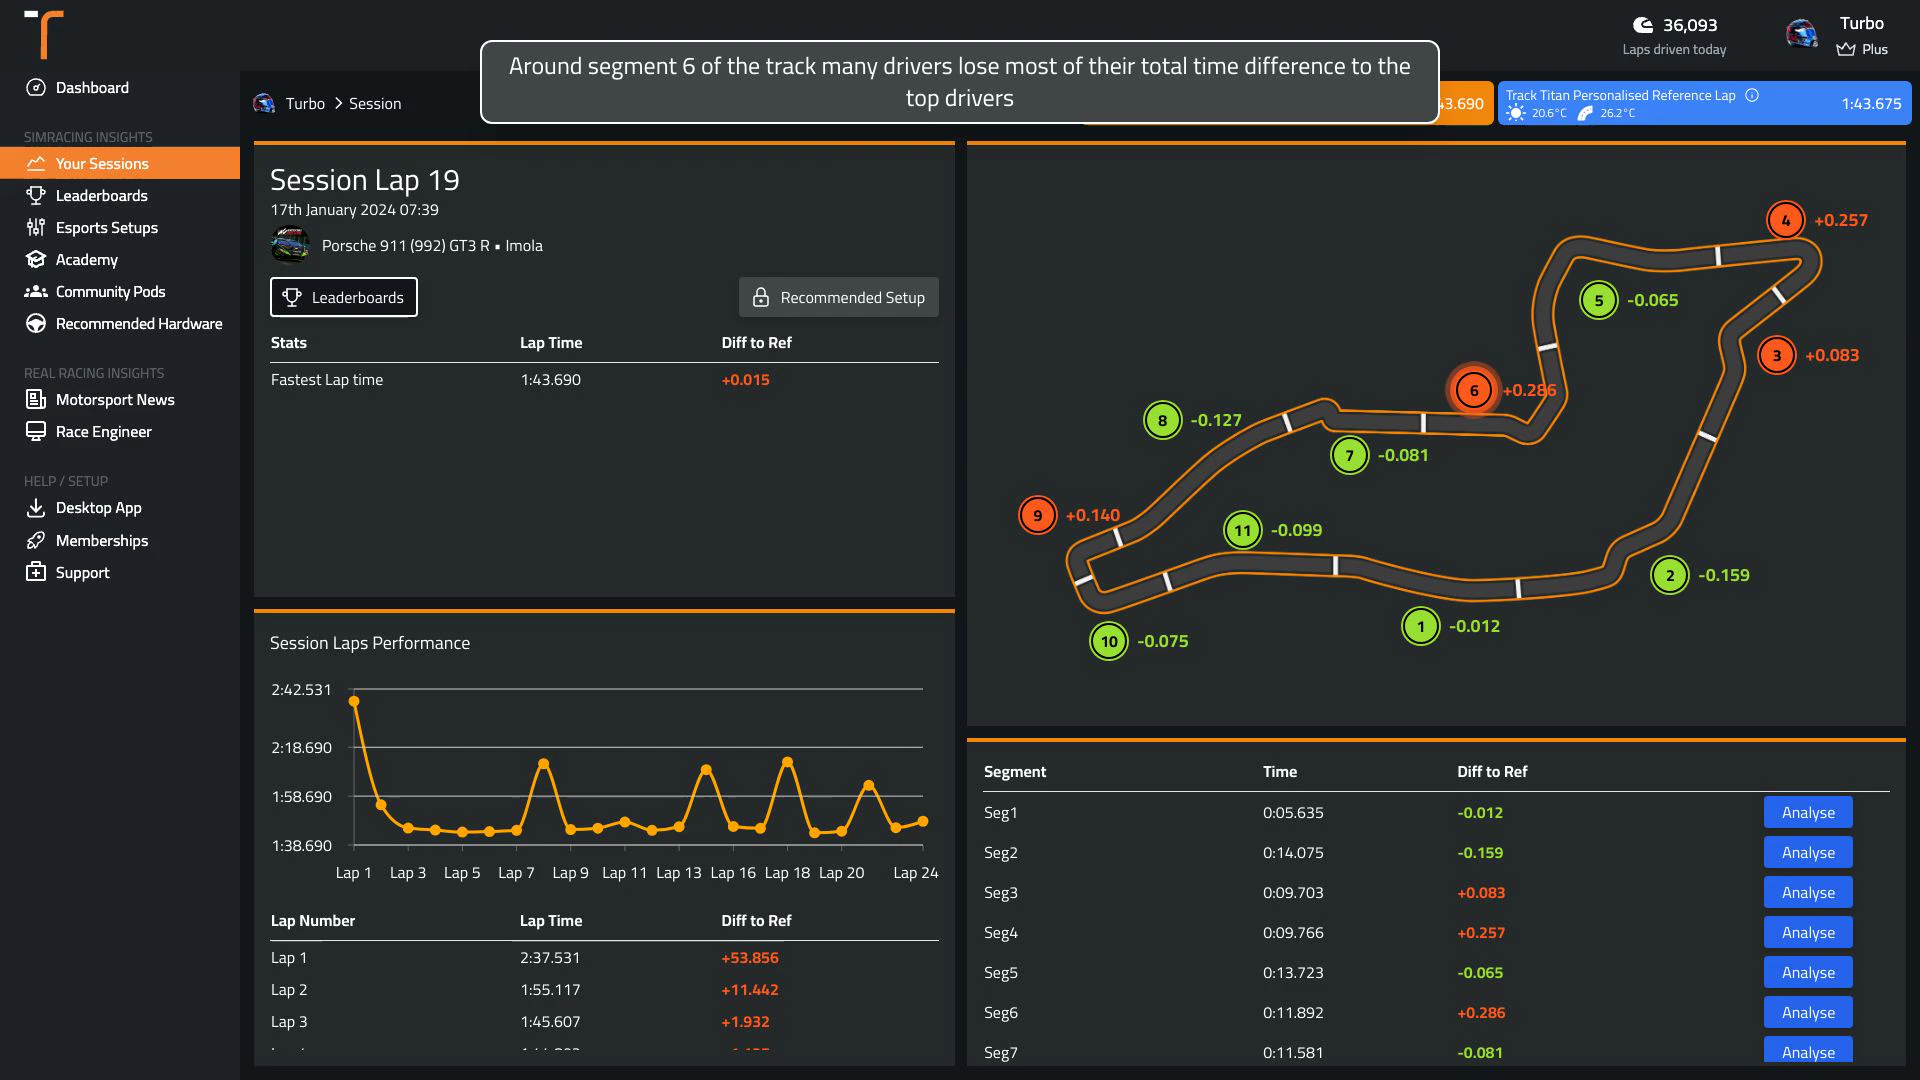 36,093
Laps driven today
Turbo
Plus
Around segment 6 of the track many drivers lose most of their total time difference to the
top drivers
Dashboard
SIMRACING INSIGHTS
Your Sessions
Leaderboards
Esports Setups
Academy
Community Pods
Recommended Hardware
REAL RACING INSIGHTS
Motorsport News
Race Engineer
HELP / SETUP
Desktop App
Memberships
Support
Turbo > Session
43.690
Track Titan Personalised Reference Lap
20.6°C 26.2°C
1:43.675
Session Lap 19
17th January 2024 07:39
Porsche 911 (992) GT3 R • Imola
Leaderboards
Recommended Setup
Stats Lap Time Diff to Ref
Fastest Lap time 1:43.690 +0.015
4 +0.257
5 -0.065
3 +0.083
6 +0.286
8 -0.127
7 -0.081
9 +0.140
11 -0.099
2 -0.159
1 -0.012
10 -0.075
Session Laps Performance
2:42.531
2:18.690
1:58.690
1:38.690
Lap 1 Lap 3 Lap 5 Lap 7 Lap 9 Lap 11 Lap 13 Lap 16 Lap 18 Lap 20 Lap 24
Lap Number Lap Time Diff to Ref
Lap 1 2:37.531 +53.856
Lap 2 1:55.117 +11.442
Lap 3 1:45.607 +1.932
Segment Time Diff to Ref
Seg1 0:05.635 -0.012 Analyse
Seg2 0:14.075 -0.159 Analyse
Seg3 0:09.703 +0.083 Analyse
Seg4 0:09.766 +0.257 Analyse
Seg5 0:13.723 -0.065 Analyse
Seg6 0:11.892 +0.286 Analyse
Seg7 0:11.581 -0.081 Analyse